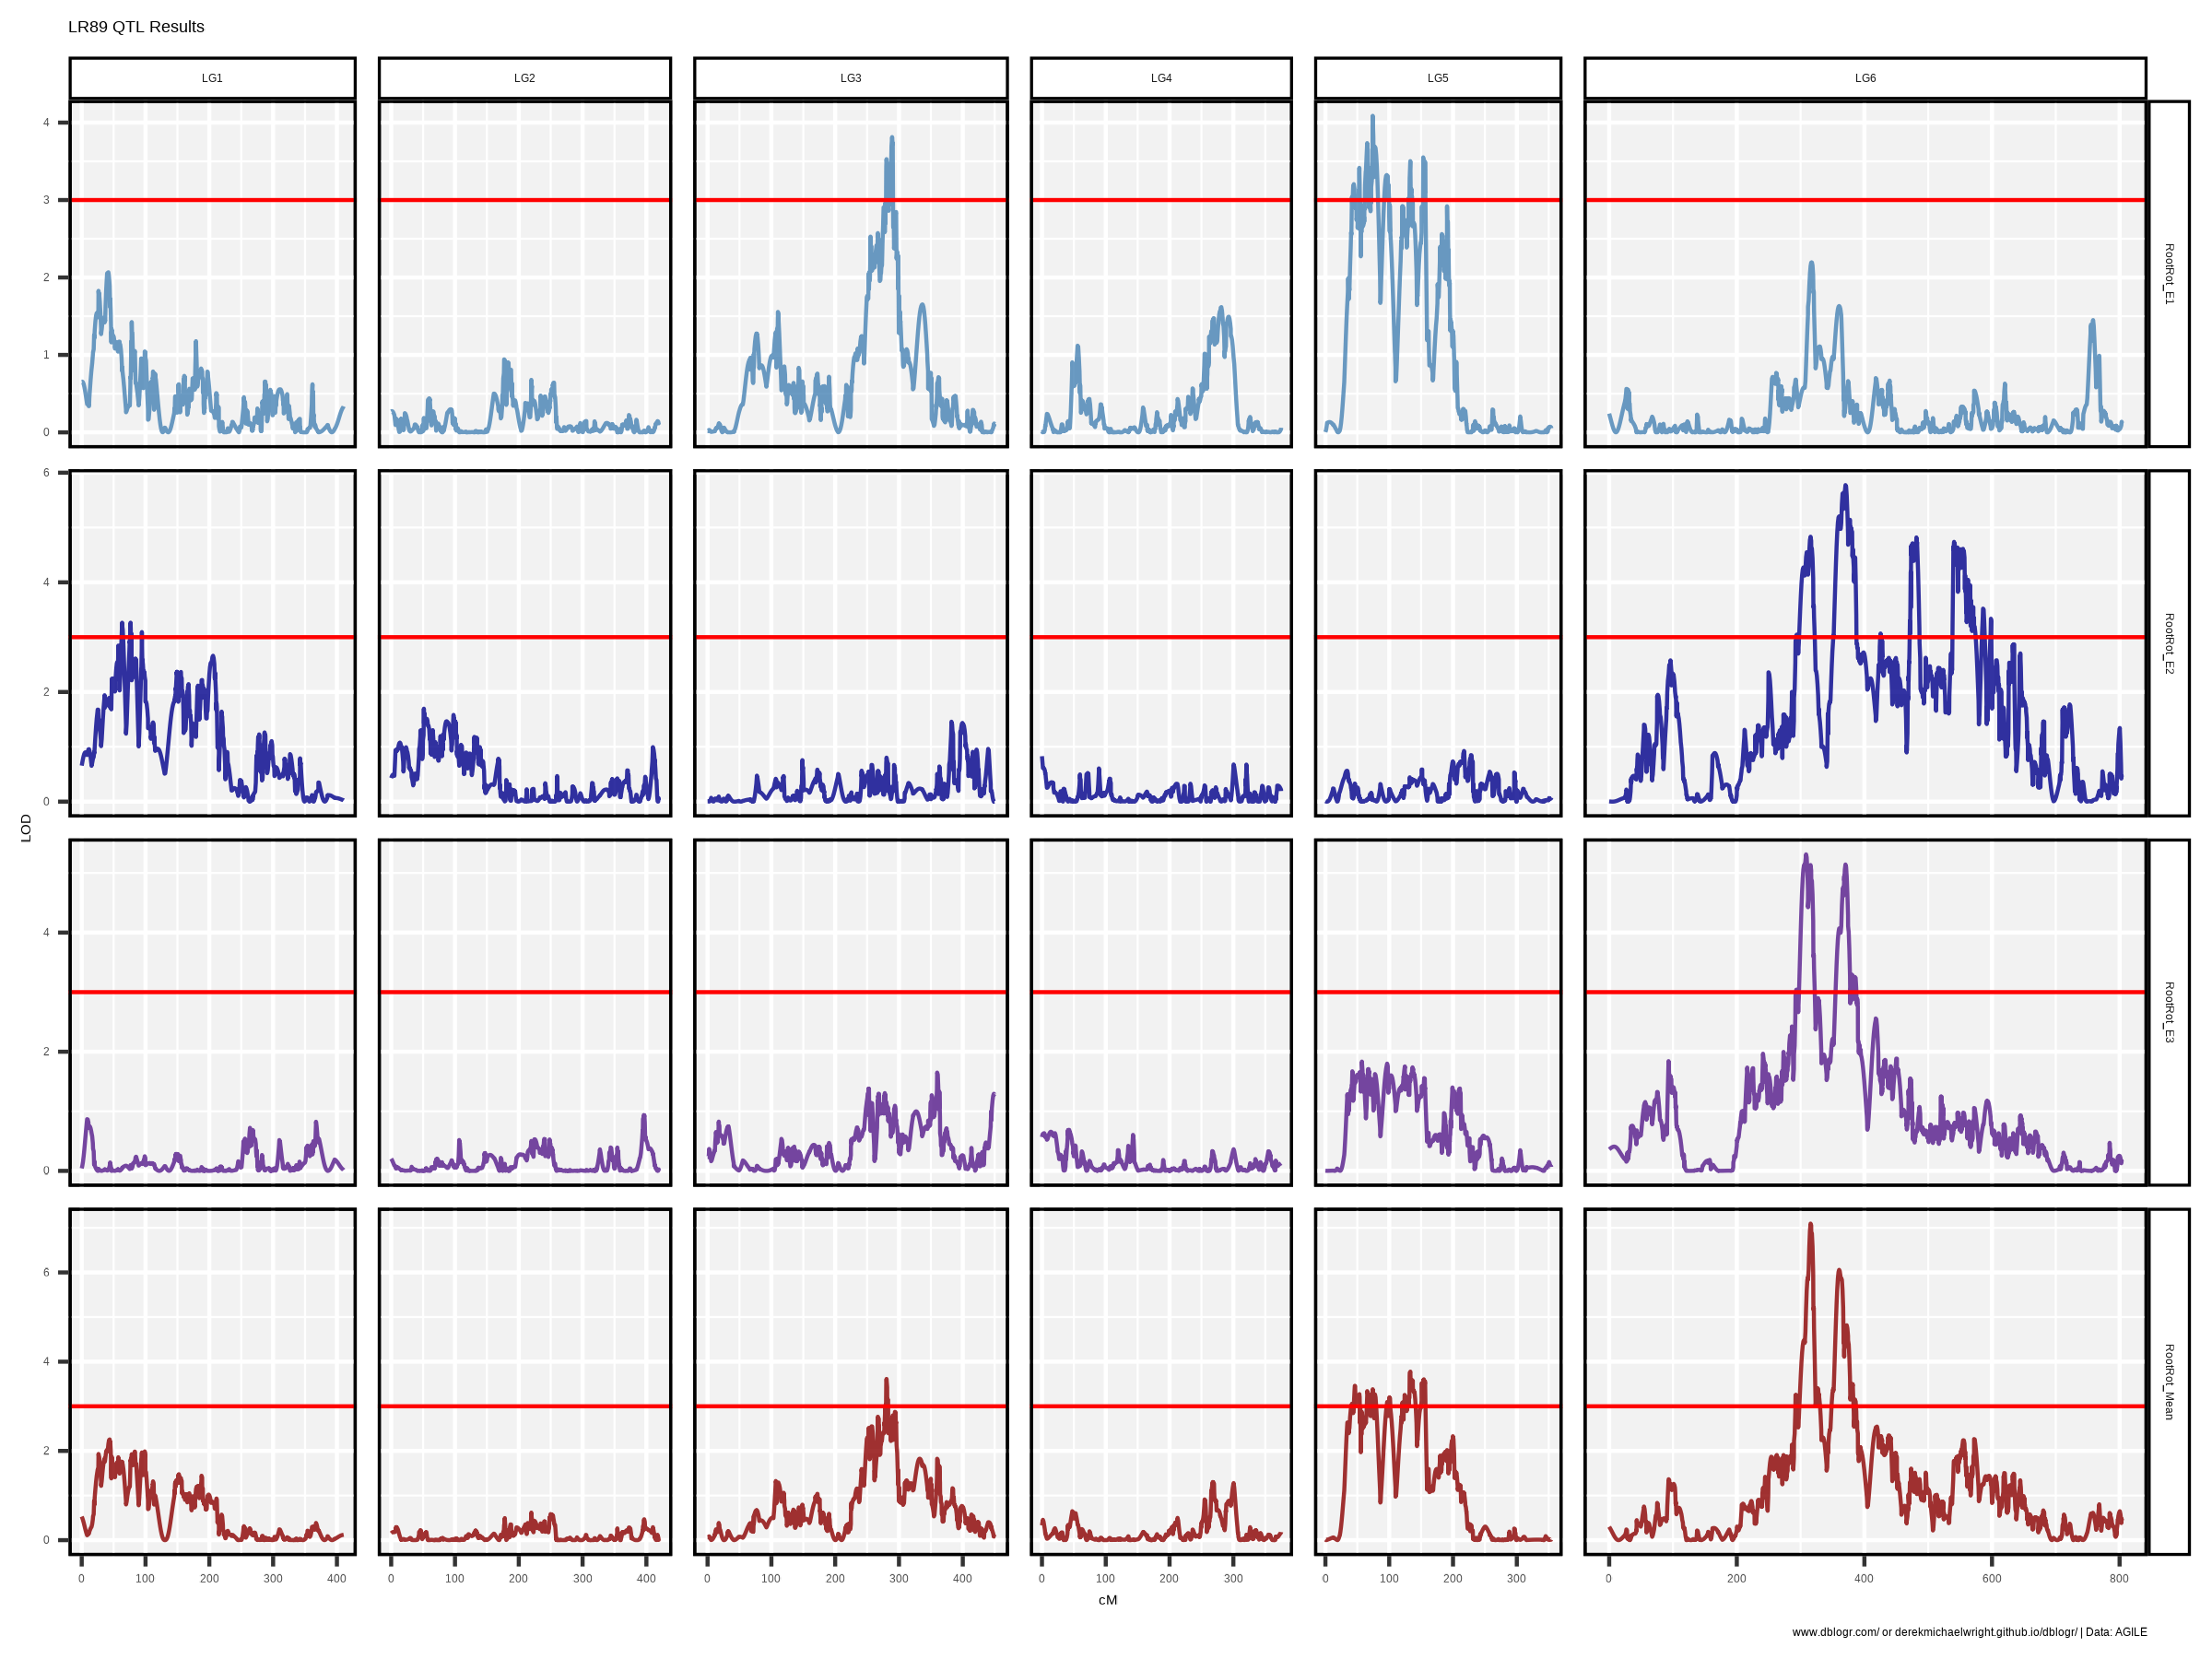 LR89 QTL Results
LG1 LG2 LG3 LG4 LG5 LG6
4
3
2
1
0
RootRot_E1
6
4
2
0
RootRot_E2
LOD
4
2
0
RootRot_E3
6
4
2
0
RootRot_Mean
0 100 200 300 400 0 100 200 300 400 0 100 200 300 400 0 100 200 300 0 100 200 300 0 200 400 600 800
cM
www.dblogr.com/ or derekmichaelwright.github.io/dblogr/ | Data: AGILE